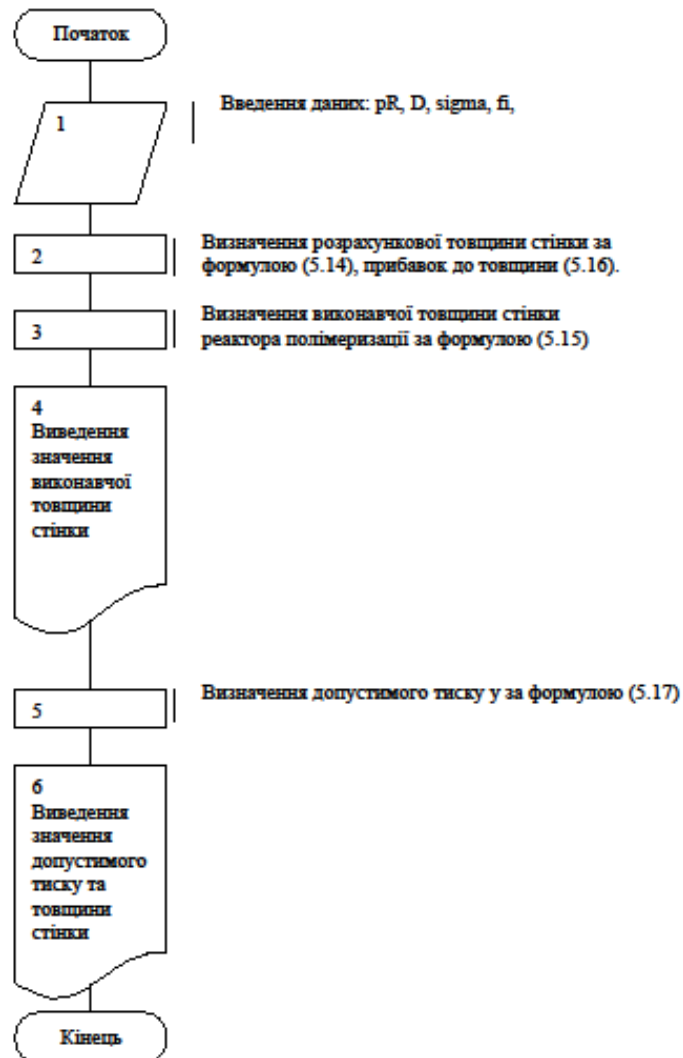 Початок
1
Введення даних: pR, D, sigma, fi,
2
Визначення розрахункової товщини стінки за
формулою (5.14), прибавок до товщини (5.16).
3
Визначення виконавчої товщини стінки
реактора полімеризації за формулою (5.15)
4
Виведення
значення
виконавчої
товщини
стінки
5
Визначення допустимого тиску у за формулою (5.17)
6
Виведення
значення
допустимого
тиску та
товщини
стінки
Кінець